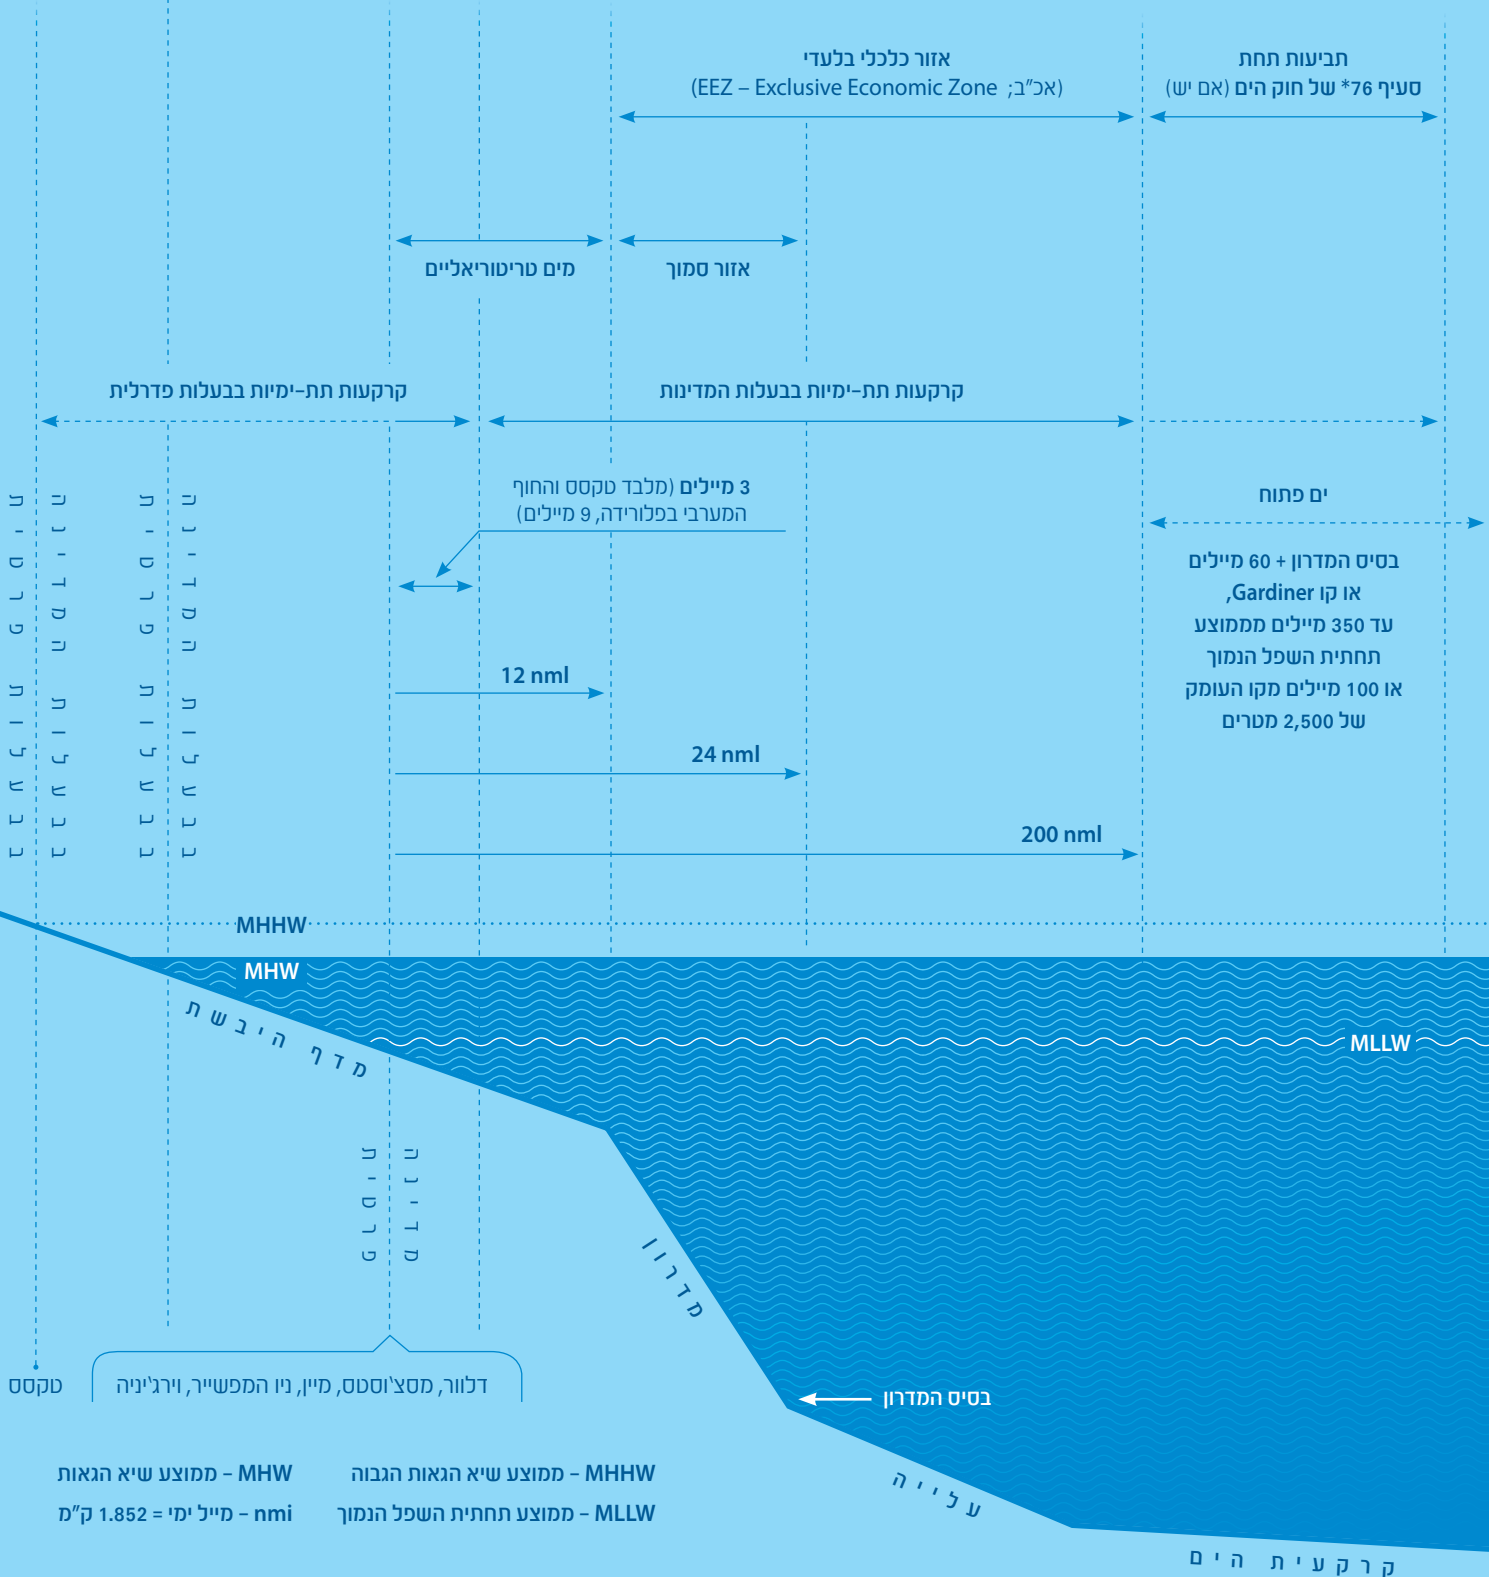 תביעות תחת
סעיף 76* של חוק הים (אם יש)
אזור כלכלי בלעדי
(אכ"ב; EEZ – Exclusive Economic Zone)
אזור סמוך
מים טריטוריאליים
קרקעות תת-ימיות בבעלות המדינות
קרקעות תת-ימיות בבעלות פדרלית
3 מיילים (מלבד טקסס והחוף
המערבי בפלורידה, 9 מיילים)
ים פתוח
בסיס המדרון + 60 מיילים
או קו Gardiner,
עד 350 מיילים מממוצע
תחתית השפל הנמוך
או 100 מיילים מקו העומק
של 2,500 מטרים
12 nml
24 nml
200 nml
בבעלות המדינה
בבעלות פרטית
בבעלות המדינה
בבעלות פרטית
MHHW
MHW
MLLW
מדף היבשת
מדינה
פרטית
מדרון
בסיס המדרון
עלייה
קרקעית הים
דלוור, מסצ'וסטס, מיין, ניו המפשייר, וירג'יניה
טקסס
MHHW – ממוצע שיא הגאות הגבוה
MHW – ממוצע שיא הגאות
MLLW – ממוצע תחתית השפל הנמוך
nmi – מייל ימי = 1.852 ק"מ